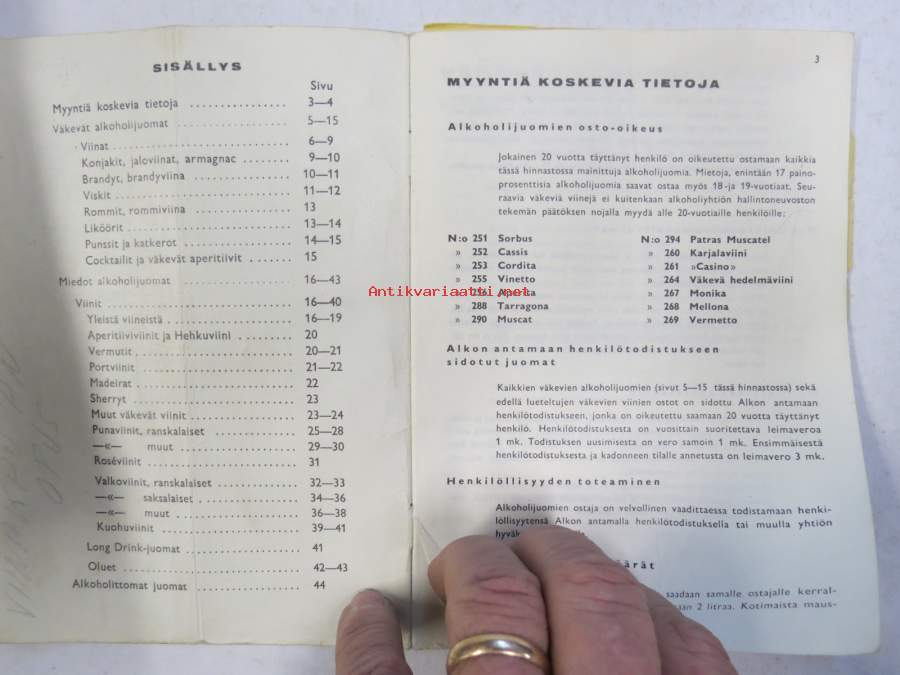 SISÄLLYS
Sivu
Myyntiä koskevia tietoja ................ 3—4
Väkevät alkoholijuomat .................. 5—15
Viinat .............................. 6—9
Konjakit, jaloviinat, armagnac ........ 9—10
Brandyt, brandyviina ................. 10—11
Viskit .............................. 11—12
Rommit, rommiviina ................. 13
Liköörit ............................ 13—14
Punssit ja katkerot .................. 14—15
Cocktailit ja väkevät aperitiivit ....... 15
Miedot alkoholijuomat ................... 16—43
Viinit .............................. 16—40
Yleistä viineistä .................... 16—19
Aperitiiviviinit ja Hehkuviini ......... 20
Vermutit ........................... 20—21
Portviinit .......................... 21—22
Madeirat ........................... 22
Sherryt ............................ 23
Muut väkevät viinit .................. 23—24
Punaviinit, ranskalaiset .............. 25—28
—«— muut ................ 29—30
Roséviinit .......................... 31
Valkoviinit, ranskalaiset .............. 32—33
—«— saksalaiset ............. 34—36
—«— muut ................ 36—38
Kuohuviinit ........................ 39—41
Long Drink-juomat ................... 41
Oluet ............................... 42—43
Alkoholittomat juomat .................. 44
3
MYYNTIÄ KOSKEVIA TIETOJA
Alkoholijuomien osto-oikeus
Jokainen 20 vuotta täyttänyt henkilö on oikeutettu ostamaan kaikkia
tässä hinnastossa mainittuja alkoholijuomia. Mietoja, enintään 17 paino-
prosenttisia alkoholijuomia saavat ostaa myös 18-ja 19-vuotiaat. Seu-
raavia väkeviä viinejä ei kuitenkaan alkoholiyhtiön hallintoneuvoston
tekemän päätöksen nojalla myydä alle 20-vuotiaille henkilöille:
N:o 251 Sorbus N:o 294 Patras Muscatel
» 252 Cassis » 260 Karjalaviini
» 253 Cordita » 261 »Casino»
» 255 Vinetto » 264 Väkevä hedelmäviini
Antikvariaatti.net
» 267 Monika
» 288 Tarragona » 268 Mellona
» 290 Muscat » 269 Vermetto
Alkon antamaan henkilötodistukseen
sidotut juomat
Kaikkien väkevien alkoholijuomien (sivut 5—15 tässä hinnastossa) sekä
edellä lueteltujen väkevien viinien ostot on sidottu Alkon antamaan
henkilötodistukseen, jonka on oikeutettu saamaan 20 vuotta täyttänyt
henkilö. Henkilötodistuksesta on vuosittain suoritettava leimaveroa
1 mk. Todistuksen uusimisesta on vero samoin 1 mk. Ensimmäisestä
henkilötodistuksesta ja kadonneen tilalle annetusta on leimavero 3 mk.
Henkilöllisyyden toteaminen
Alkoholijuomien ostaja on velvollinen vaadittaessa todistamaan henki-
löllisyytensä Alkon antamalla henkilötodistuksella tai muulla yhtiön
saadaan samalle ostajalle kerral-
2 litraa. Kotimaista maus-